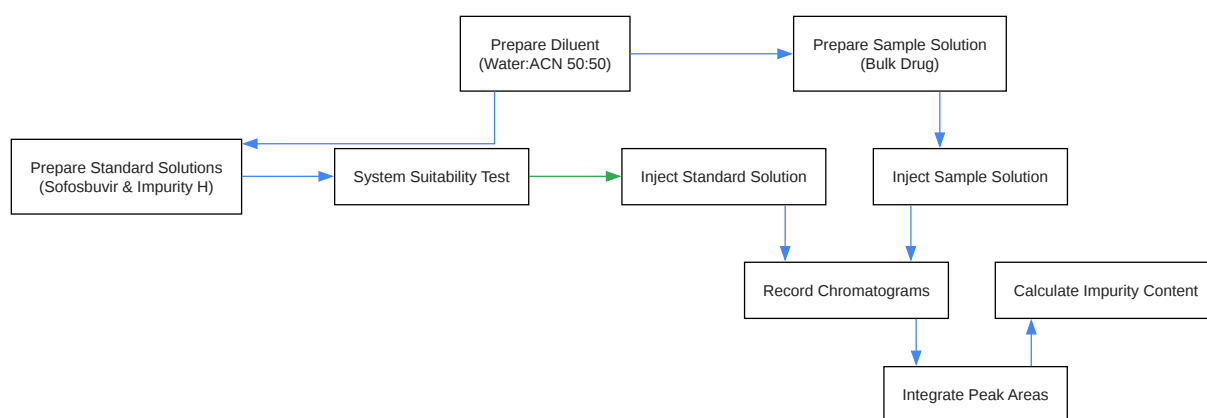 Prepare Diluent
(Water:ACN 50:50)
Prepare Sample Solution
(Bulk Drug)
Prepare Standard Solutions
(Sofosbuvir & Impurity H)
System Suitability Test
Inject Standard Solution
Inject Sample Solution
Record Chromatograms
Calculate Impurity Content
Integrate Peak Areas